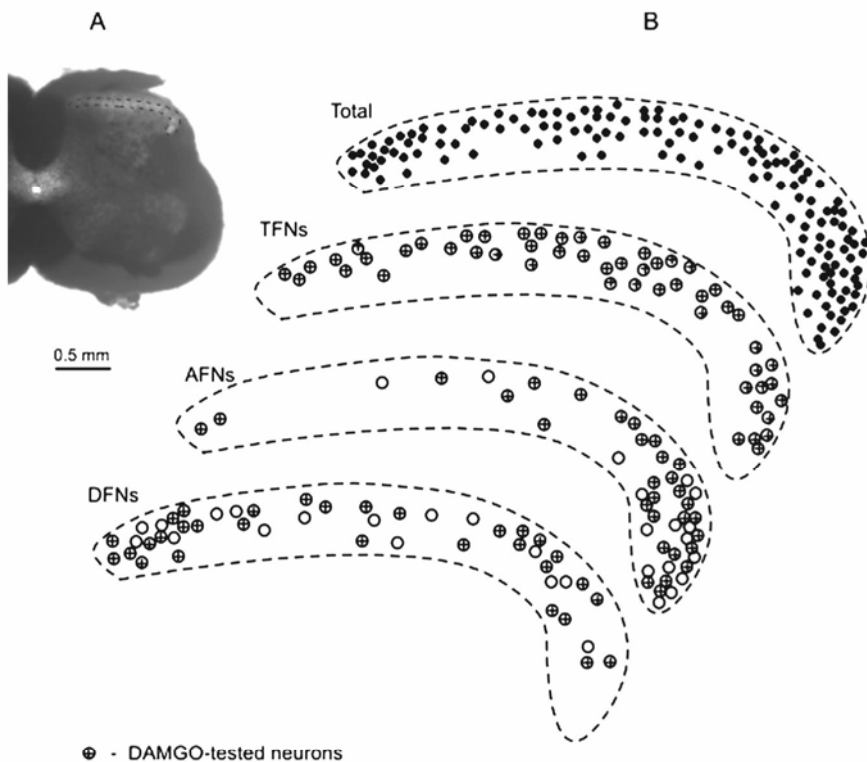 A
B
Total
TFNs
0.5 mm
AFNs
DFNs
⊕ - DAMGO-tested neurons